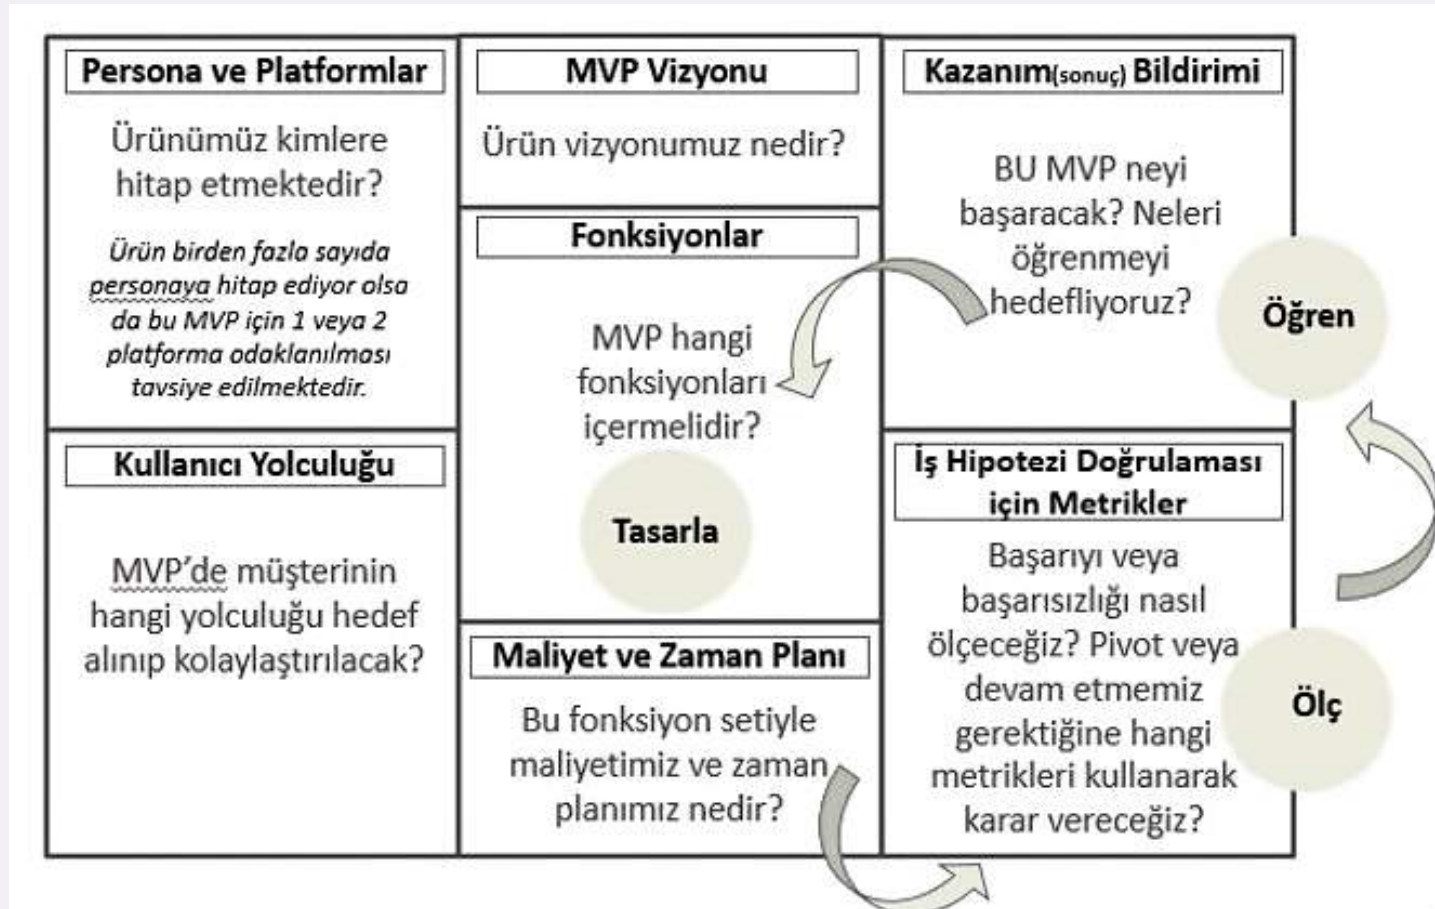 Persona ve Platformlar
Ürünümüz kimlere
hitap etmektedir?
Ürün birden fazla sayıda
personaya hitap ediyor olsa
da bu MVP için 1 veya 2
platforma odaklanılması
tavsiye edilmektedir.
Kullanıcı Yolculuğu
MVP’de müşterinin
hangi yolculuğu hedef
alınıp kolaylaştırılacak?
MVP Vizyonu
Ürün vizyonumuz nedir?
Fonksiyonlar
MVP hangi
fonksiyonları
içermelidir?
Tasarla
Maliyet ve Zaman Planı
Bu fonksiyon setiyle
maliyetimiz ve zaman
planımız nedir?
Kazanım(sonuç) Bildirimi
BU MVP neyi
başaracak? Neleri
öğrenmeyi
hedefliyoruz?
Öğren
İş Hipotezi Doğrulaması
için Metrikler
Başarıyı veya
başarısızlığı nasıl
ölçeceğiz? Pivot veya
devam etmemiz
gerektiğine hangi
metrikleri kullanarak
karar vereceğiz?
Ölç